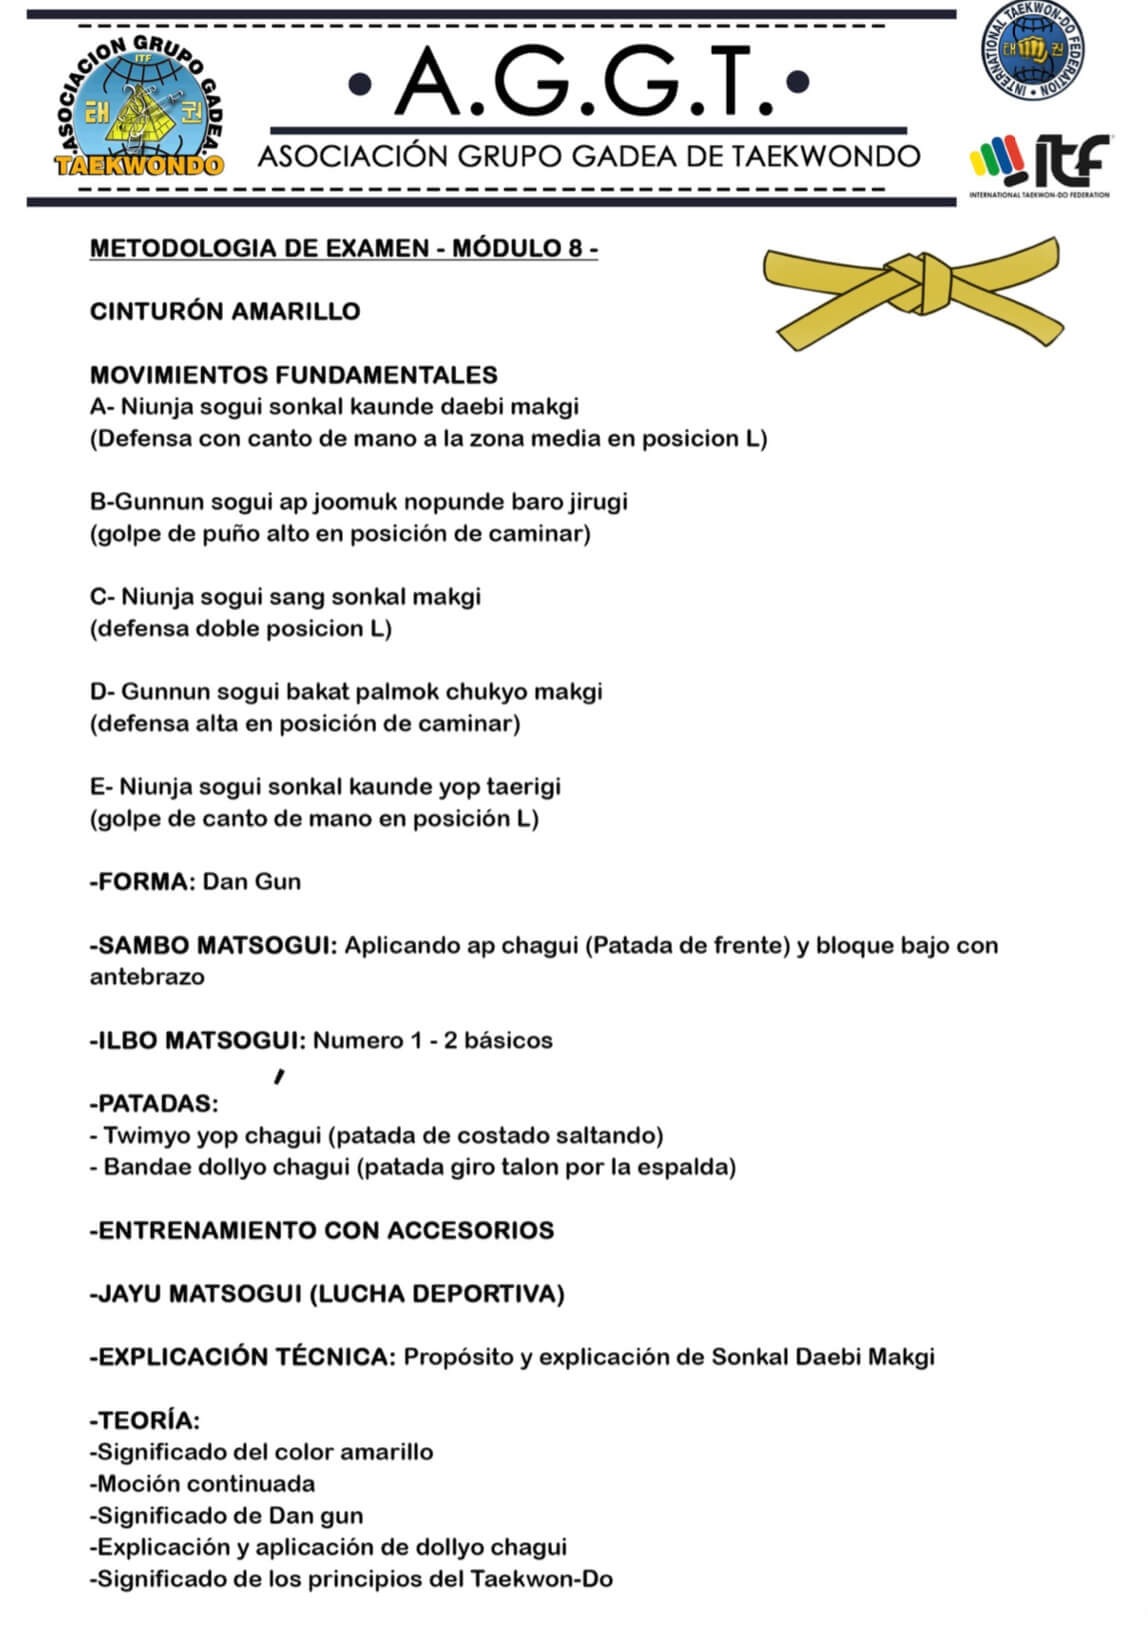 ASOCIACION GRUPO GADEA
ITF
태 권
TAEKWONDO
A.G.G.T.
ASOCIACIÓN GRUPO GADEA DE TAEKWONDO
INTERNATIONAL TAEKWON-DO FEDERATION
태 권
itf
INTERNATIONAL TAEKWON-DO FEDERATION
METODOLOGIA DE EXAMEN - MÓDULO 8 -
CINTURÓN AMARILLO
MOVIMIENTOS FUNDAMENTALES
A- Niunja sogui sonkal kaunde daebi makgi
(Defensa con canto de mano a la zona media en posicion L)
B-Gunnun sogui ap joomuk nopunde baro jirugi
(golpe de puño alto en posición de caminar)
C- Niunja sogui sang sonkal makgi
(defensa doble posicion L)
D- Gunnun sogui bakat palmok chukyo makgi
(defensa alta en posición de caminar)
E- Niunja sogui sonkal kaunde yop taerigi
(golpe de canto de mano en posición L)
-FORMA: Dan Gun
-SAMBO MATSOGUI: Aplicando ap chagui (Patada de frente) y bloque bajo con
antebrazo
-ILBO MATSOGUI: Numero 1 - 2 básicos
-PATADAS:
- Twimyo yop chagui (patada de costado saltando)
- Bandae dollyo chagui (patada giro talon por la espalda)
-ENTRENAMIENTO CON ACCESORIOS
-JAYU MATSOGUI (LUCHA DEPORTIVA)
-EXPLICACIÓN TÉCNICA: Propósito y explicación de Sonkal Daebi Makgi
-TEORÍA:
-Significado del color amarillo
-Moción continuada
-Significado de Dan gun
-Explicación y aplicación de dollyo chagui
-Significado de los principios del Taekwon-Do